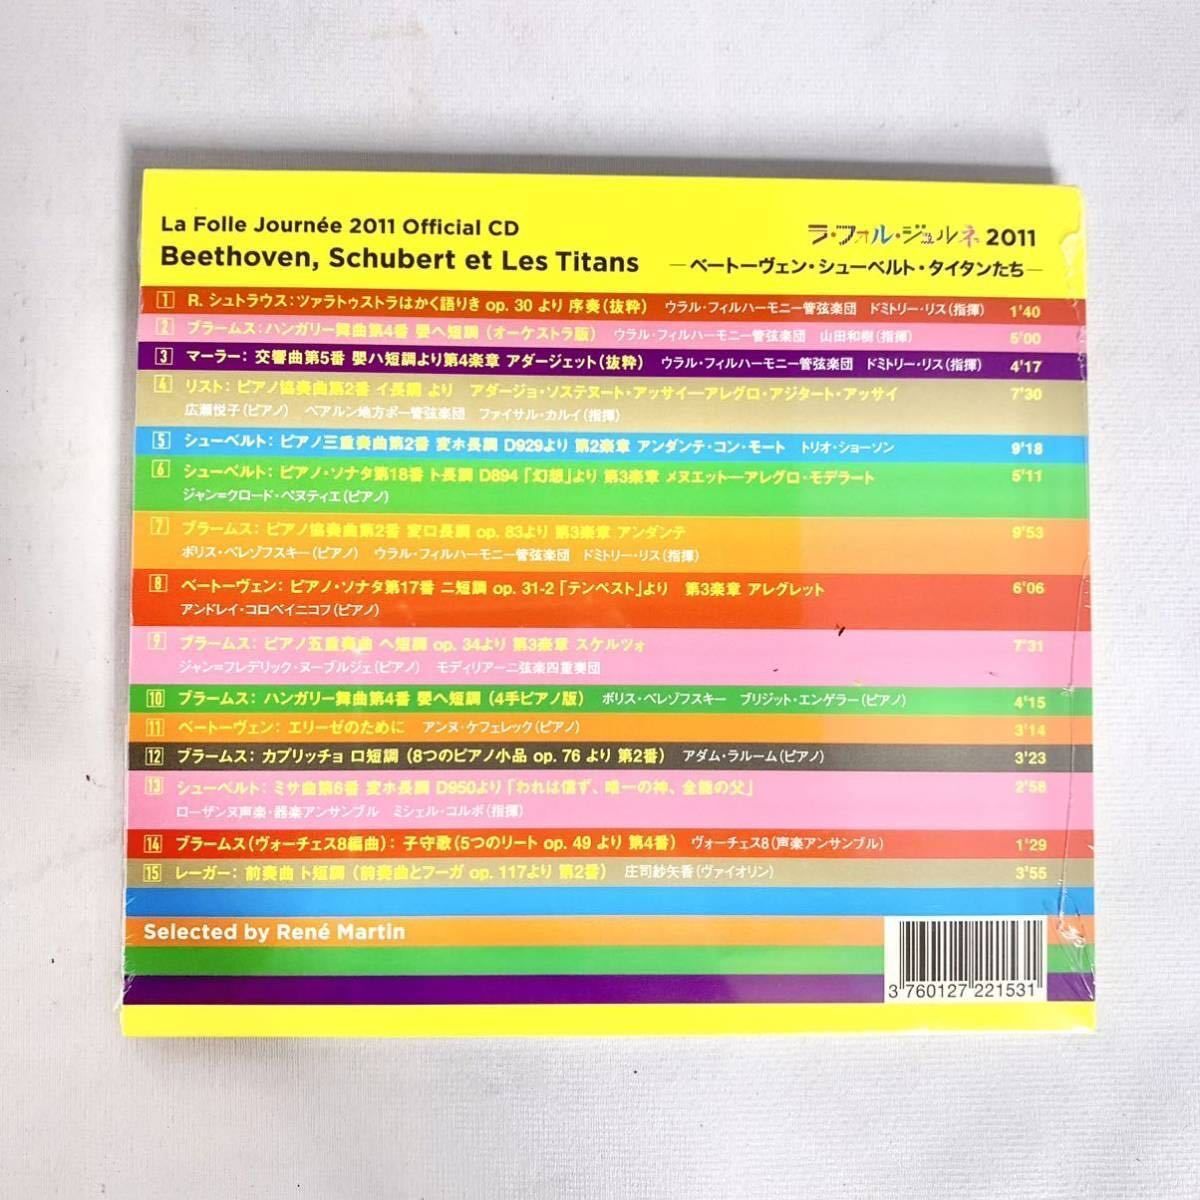 La Folle Journée 2011 Official CD
Beethoven, Schubert et Les Titans
ラ・フォル・ジュルネ 2011
—ベートーヴェン・シューベルト・タイタンたち—
1 R. シュトラウス：ツァラトゥストラはかく語りき op. 30 より 序奏（抜粋） ウラル・フィルハーモニー管弦楽団 ドミトリー・リス（指揮） 1'40
2 ブラームス：ハンガリー舞曲第4番 嬰ヘ短調（オーケストラ版） ウラル・フィルハーモニー管弦楽団 山田和樹（指揮） 5'00
3 マーラー：交響曲第5番 嬰ハ短調より第4楽章 アダージェット（抜粋） ウラル・フィルハーモニー管弦楽団 ドミトリー・リス（指揮） 4'17
4 リスト：ピアノ協奏曲第2番 イ長調 より アダージョ・ソステヌート・アッサイーアレグロ・アジタート・アッサイ 7'30
広瀬悦子（ピアノ） ベアルン地方ポー管弦楽団 ファイサル・カルイ（指揮）
5 シューベルト：ピアノ三重奏曲第2番 変ホ長調 D929より 第2楽章 アンダンテ・コン・モート トリオ・ショーソン 9'18
6 シューベルト：ピアノ・ソナタ第18番 ト長調 D894「幻想」より 第3楽章 メヌエットーアレグロ・モデラート 5'11
ジャン＝クロード・ペヌティエ（ピアノ）
7 ブラームス：ピアノ協奏曲第2番 変ロ長調 op. 83より 第3楽章 アンダンテ 9'53
ボリス・ベレゾフスキー（ピアノ） ウラル・フィルハーモニー管弦楽団 ドミトリー・リス（指揮）
8 ベートーヴェン：ピアノ・ソナタ第17番 ニ短調 op. 31-2「テンペスト」より 第3楽章 アレグレット 6'06
アンドレイ・コロベイニコフ（ピアノ）
9 ブラームス：ピアノ五重奏曲 ヘ短調 op. 34より 第3楽章 スケルツォ 7'31
ジャン＝フレデリック・ヌーブルジェ（ピアノ） モディリアーニ弦楽四重奏団
10 ブラームス：ハンガリー舞曲第4番 嬰ヘ短調（4手ピアノ版） ボリス・ベレゾフスキー ブリジット・エンゲラー（ピアノ） 4'15
11 ベートーヴェン：エリーゼのために アンヌ・ケフェレック（ピアノ） 3'14
12 ブラームス：カプリッチョ ロ短調（8つのピアノ小品 op. 76 より 第2番） アダム・ラルーム（ピアノ） 3'23
13 シューベルト：ミサ曲第6番 変ホ長調 D950より「われは信ず、唯一の神、全能の父」 2'58
ローザンヌ声楽・器楽アンサンブル ミシェル・コルボ（指揮）
14 ブラームス（ヴォーチェス8編曲）：子守歌（5つのリート op. 49 より 第4番） ヴォーチェス8（声楽アンサンブル） 1'29
15 レーガー：前奏曲 ト短調（前奏曲とフーガ op. 117より 第2番） 庄司紗矢香（ヴァイオリン） 3'55
Selected by René Martin
3 760127 221531